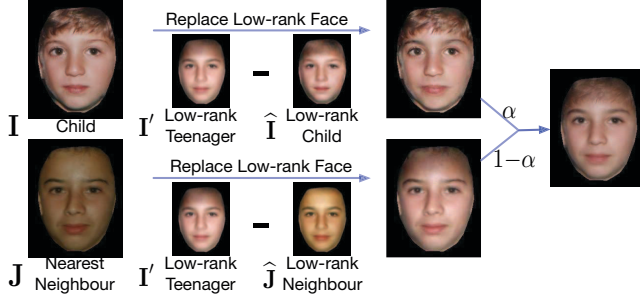 Replace Low-rank Face
I Child
I′ Low-rank Teenager
Î Low-rank Child
α
1−α
Replace Low-rank Face
J Nearest Neighbour
I′ Low-rank Teenager
Ĵ Low-rank Neighbour